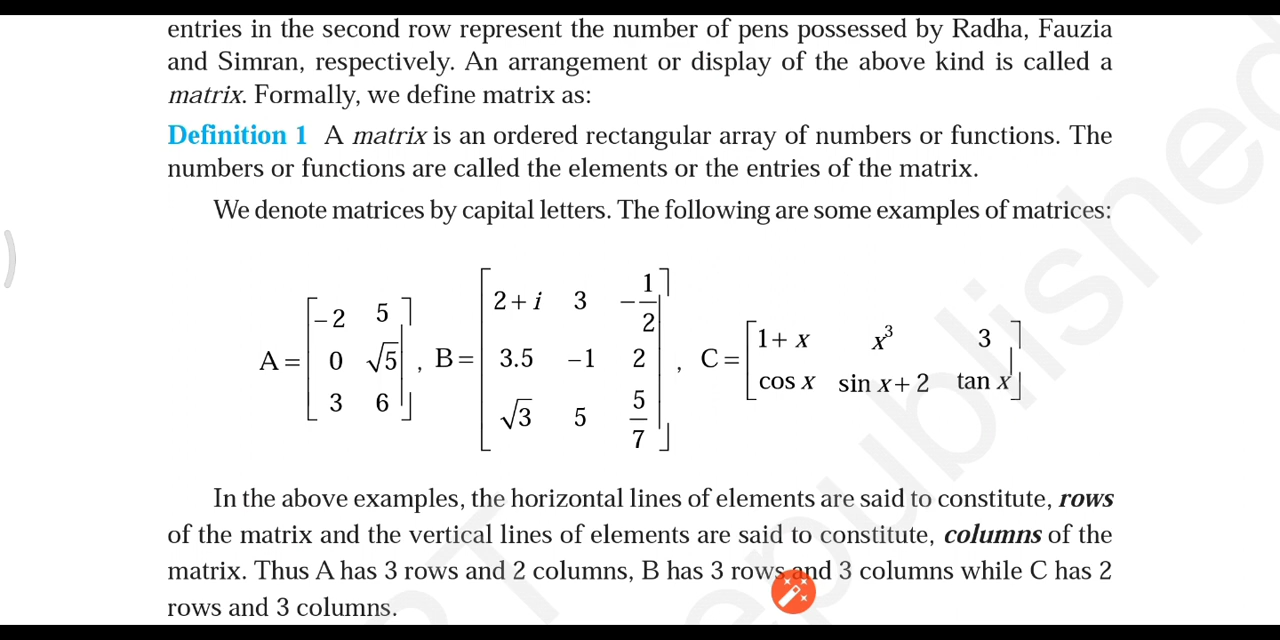 entries in the second row represent the number of pens possessed by Radha, Fauzia
and Simran, respectively. An arrangement or display of the above kind is called a
matrix. Formally, we define matrix as:
Definition 1 A matrix is an ordered rectangular array of numbers or functions. The
numbers or functions are called the elements or the entries of the matrix.
We denote matrices by capital letters. The following are some examples of matrices:
A = [ −2 5 ; 0 √5 ; 3 6 ] , B = [ 2 + i 3 −1/2 ; 3.5 −1 2 ; √3 5 5/7 ] , C = [ 1 + x x³ 3 ; cos x sin x + 2 tan x ]
In the above examples, the horizontal lines of elements are said to constitute, rows
of the matrix and the vertical lines of elements are said to constitute, columns of the
matrix. Thus A has 3 rows and 2 columns, B has 3 rows and 3 columns while C has 2
rows and 3 columns.